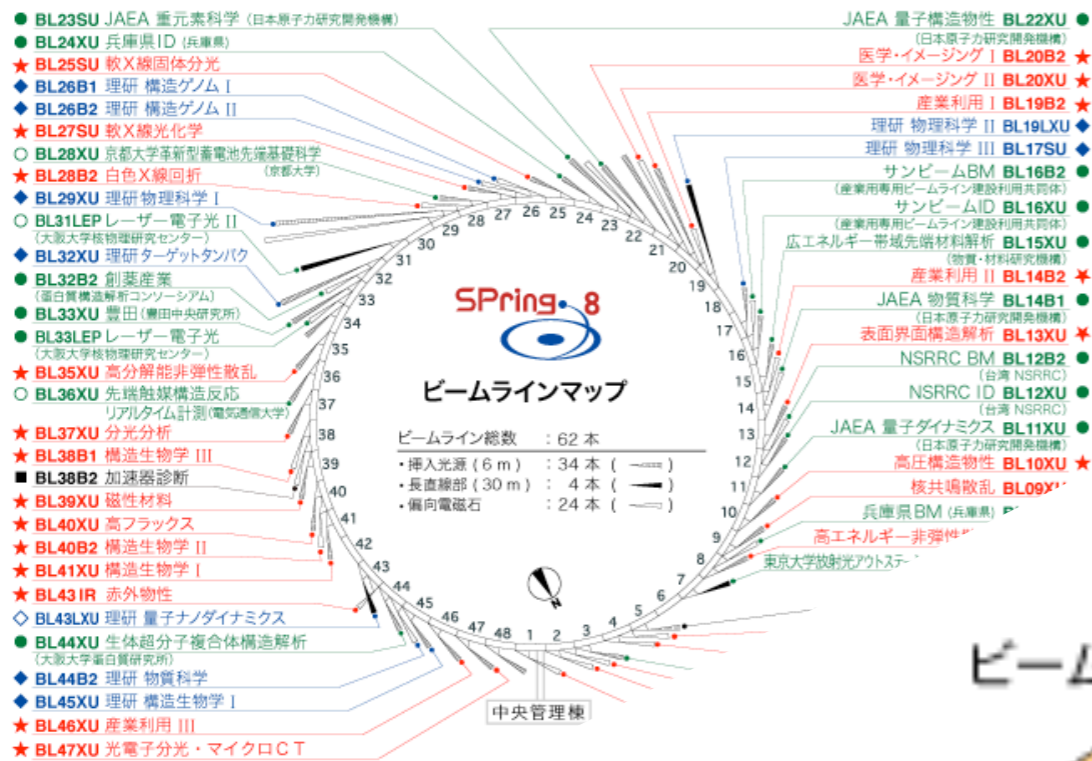 BL23SU JAEA 重元素科学 (日本原子力研究開発機構)
BL24XU 兵庫県ID (兵庫県)
BL25SU 軟X線固体分光
BL26B1 理研 構造ゲノム I
BL26B2 理研 構造ゲノム II
BL27SU 軟X線光化学
BL28XU 京都大学革新型蓄電池先端基礎科学
(京都大学)
BL28B2 白色X線回折
BL29XU 理研物理科学 I
BL31LEP レーザー電子光 II
(大阪大学核物理研究センター)
BL32XU 理研ターゲットタンパク
BL32B2 創薬産業
(蛋白質構造解析コンソーシアム)
BL33XU 豊田 (豊田中央研究所)
BL33LEP レーザー電子光
(大阪大学核物理研究センター)
BL35XU 高分解能非弾性散乱
BL36XU 先端触媒構造反応
リアルタイム計測 (電気通信大学)
BL37XU 分光分析
BL38B1 構造生物学 III
BL38B2 加速器診断
BL39XU 磁性材料
BL40XU 高フラックス
BL40B2 構造生物学 II
BL41XU 構造生物学 I
BL43IR 赤外物性
BL43LXU 理研 量子ナノダイナミクス
BL44XU 生体超分子複合体構造解析
(大阪大学蛋白質研究所)
BL44B2 理研 物質科学
BL45XU 理研 構造生物学 I
BL46XU 産業利用 III
BL47XU 光電子分光・マイクロCT
JAEA 量子構造物性 BL22XU
(日本原子力研究開発機構)
医学・イメージング I BL20B2
医学・イメージング II BL20XU
産業利用 I BL19B2
理研 物理科学 II BL19LXU
理研 物理科学 III BL17SU
サンビームBM BL16B2
(産業用専用ビームライン建設利用共同体)
サンビームID BL16XU
(産業用専用ビームライン建設利用共同体)
広エネルギー帯域先端材料解析 BL15XU
(物質・材料研究機構)
産業利用 II BL14B2
JAEA 物質科学 BL14B1
(日本原子力研究開発機構)
表面界面構造解析 BL13XU
NSRRC BM BL12B2
(台湾 NSRRC)
NSRRC ID BL12XU
(台湾 NSRRC)
JAEA 量子ダイナミクス BL11XU
(日本原子力研究開発機構)
高圧構造物性 BL10XU
核共鳴散乱 BL09X
兵庫県BM (兵庫県)
高エネルギー非弾性
東京大学放射光アウトステー
SPring-8
ビームラインマップ
ビームライン総数 : 62 本
・挿入光源 (6 m) : 34 本 ( )
・長直線部 (30 m) : 4 本 ( )
・偏向電磁石 : 24 本 ( )
N
1 2 3 4 5 6 7 8 9 10 11 12 13 14 15 16 17 18 19 20 21 22 23 24 25 26 27 28 29 30 31 32 33 34 35 36 37 38 39 40 41 42 43 44 45 46 47 48
中央管理棟
ビーム